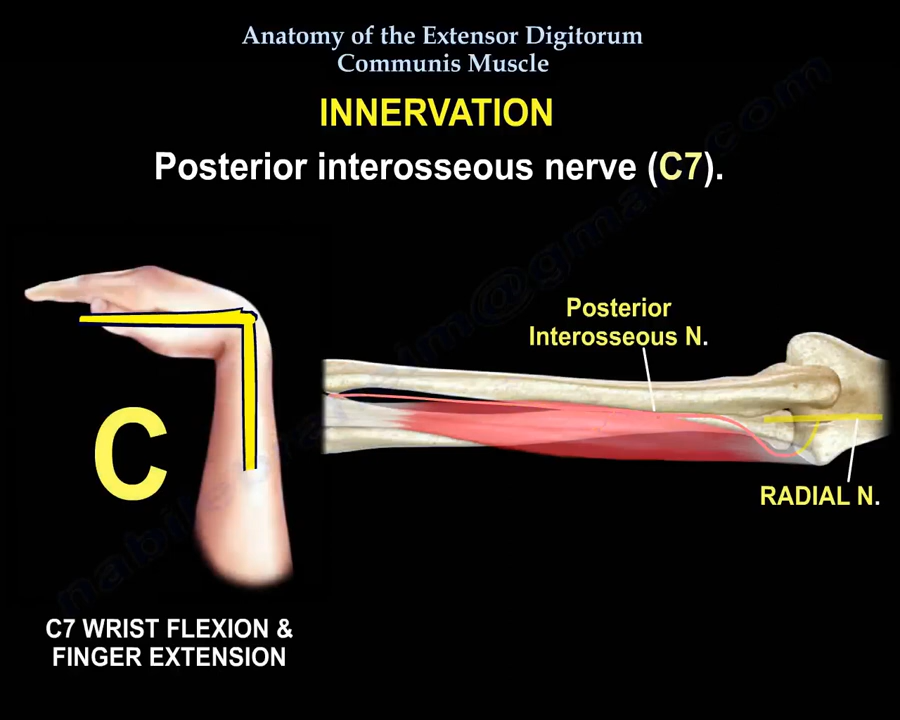 Anatomy of the Extensor Digitorum
Communis Muscle
INNERVATION
Posterior interosseous nerve (C7).
Posterior
Interosseous N.
C
RADIAL N.
C7 WRIST FLEXION &
FINGER EXTENSION